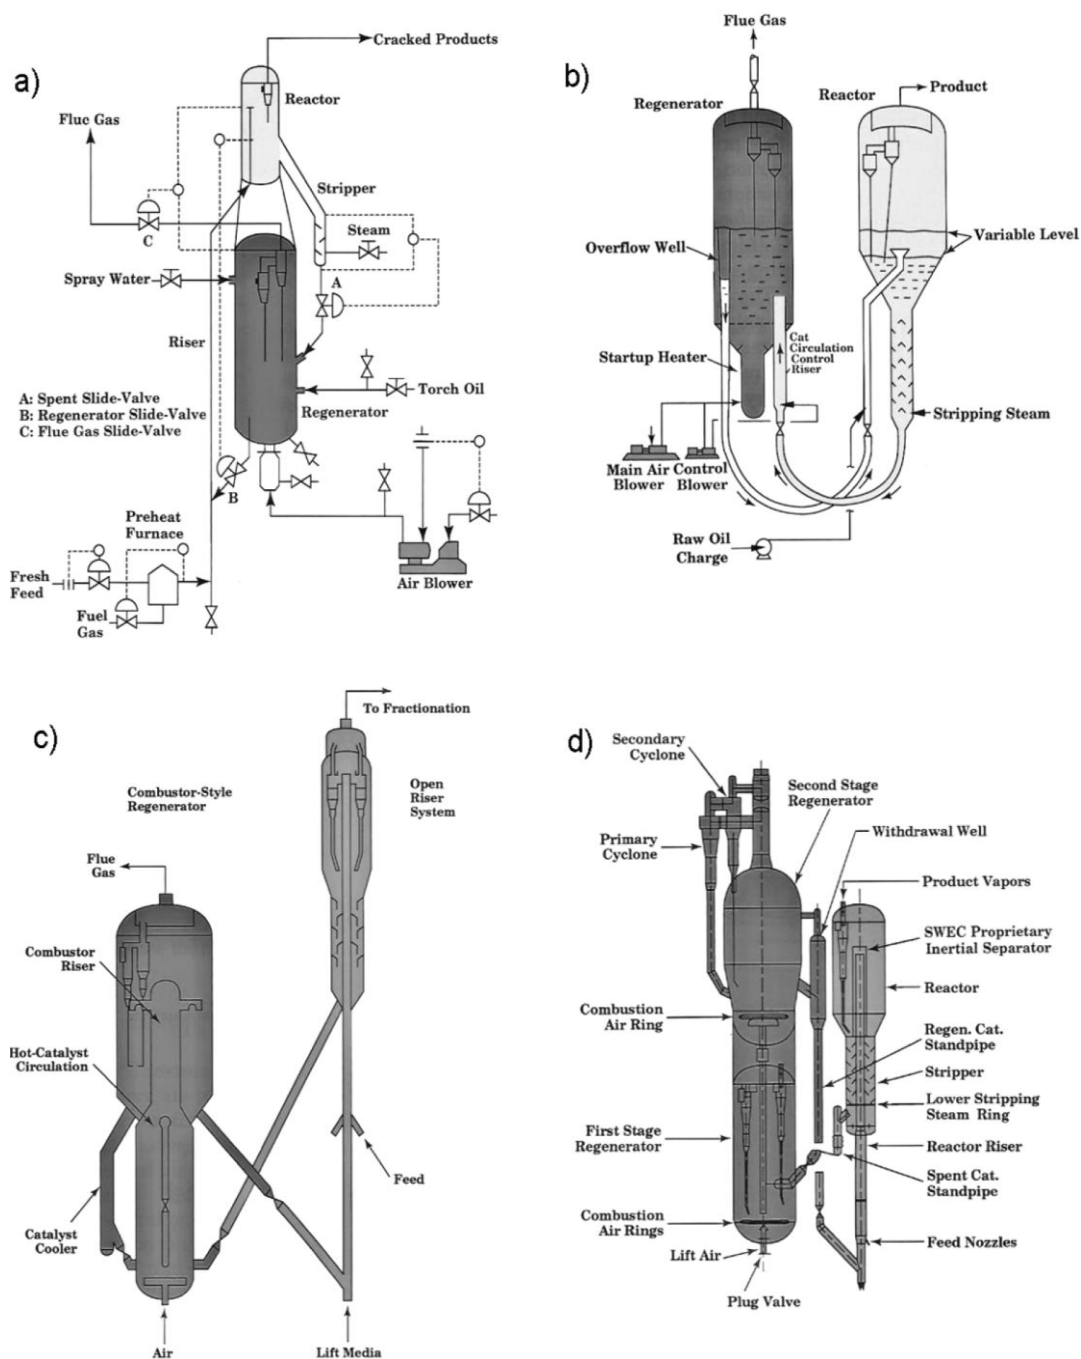 a)
Cracked Products
Reactor
Flue Gas
Stripper
Steam
C
Spray Water
A
Riser
Torch Oil
A: Spent Slide-Valve
B: Regenerator Slide-Valve
C: Flue Gas Slide-Valve
Regenerator
B
Preheat
Furnace
Fresh
Feed
Fuel
Gas
Air Blower
b)
Flue Gas
Regenerator
Reactor
Product
Overflow Well
Variable Level
Cat
Circulation
Control
Riser
Startup Heater
Stripping Steam
Main Air
Blower
Control
Blower
Raw Oil
Charge
c)
To Fractionation
Combustor-Style
Regenerator
Open
Riser
System
Flue
Gas
Combustor
Riser
Hot-Catalyst
Circulation
Feed
Catalyst
Cooler
Air
Lift Media
d)
Secondary
Cyclone
Second Stage
Regenerator
Primary
Cyclone
Withdrawal Well
Product Vapors
SWEC Proprietary
Inertial Separator
Reactor
Combustion
Air Ring
Regen. Cat.
Standpipe
Stripper
Lower Stripping
Steam Ring
First Stage
Regenerator
Reactor Riser
Spent Cat.
Standpipe
Combustion
Air Rings
Feed Nozzles
Lift Air
Plug Valve